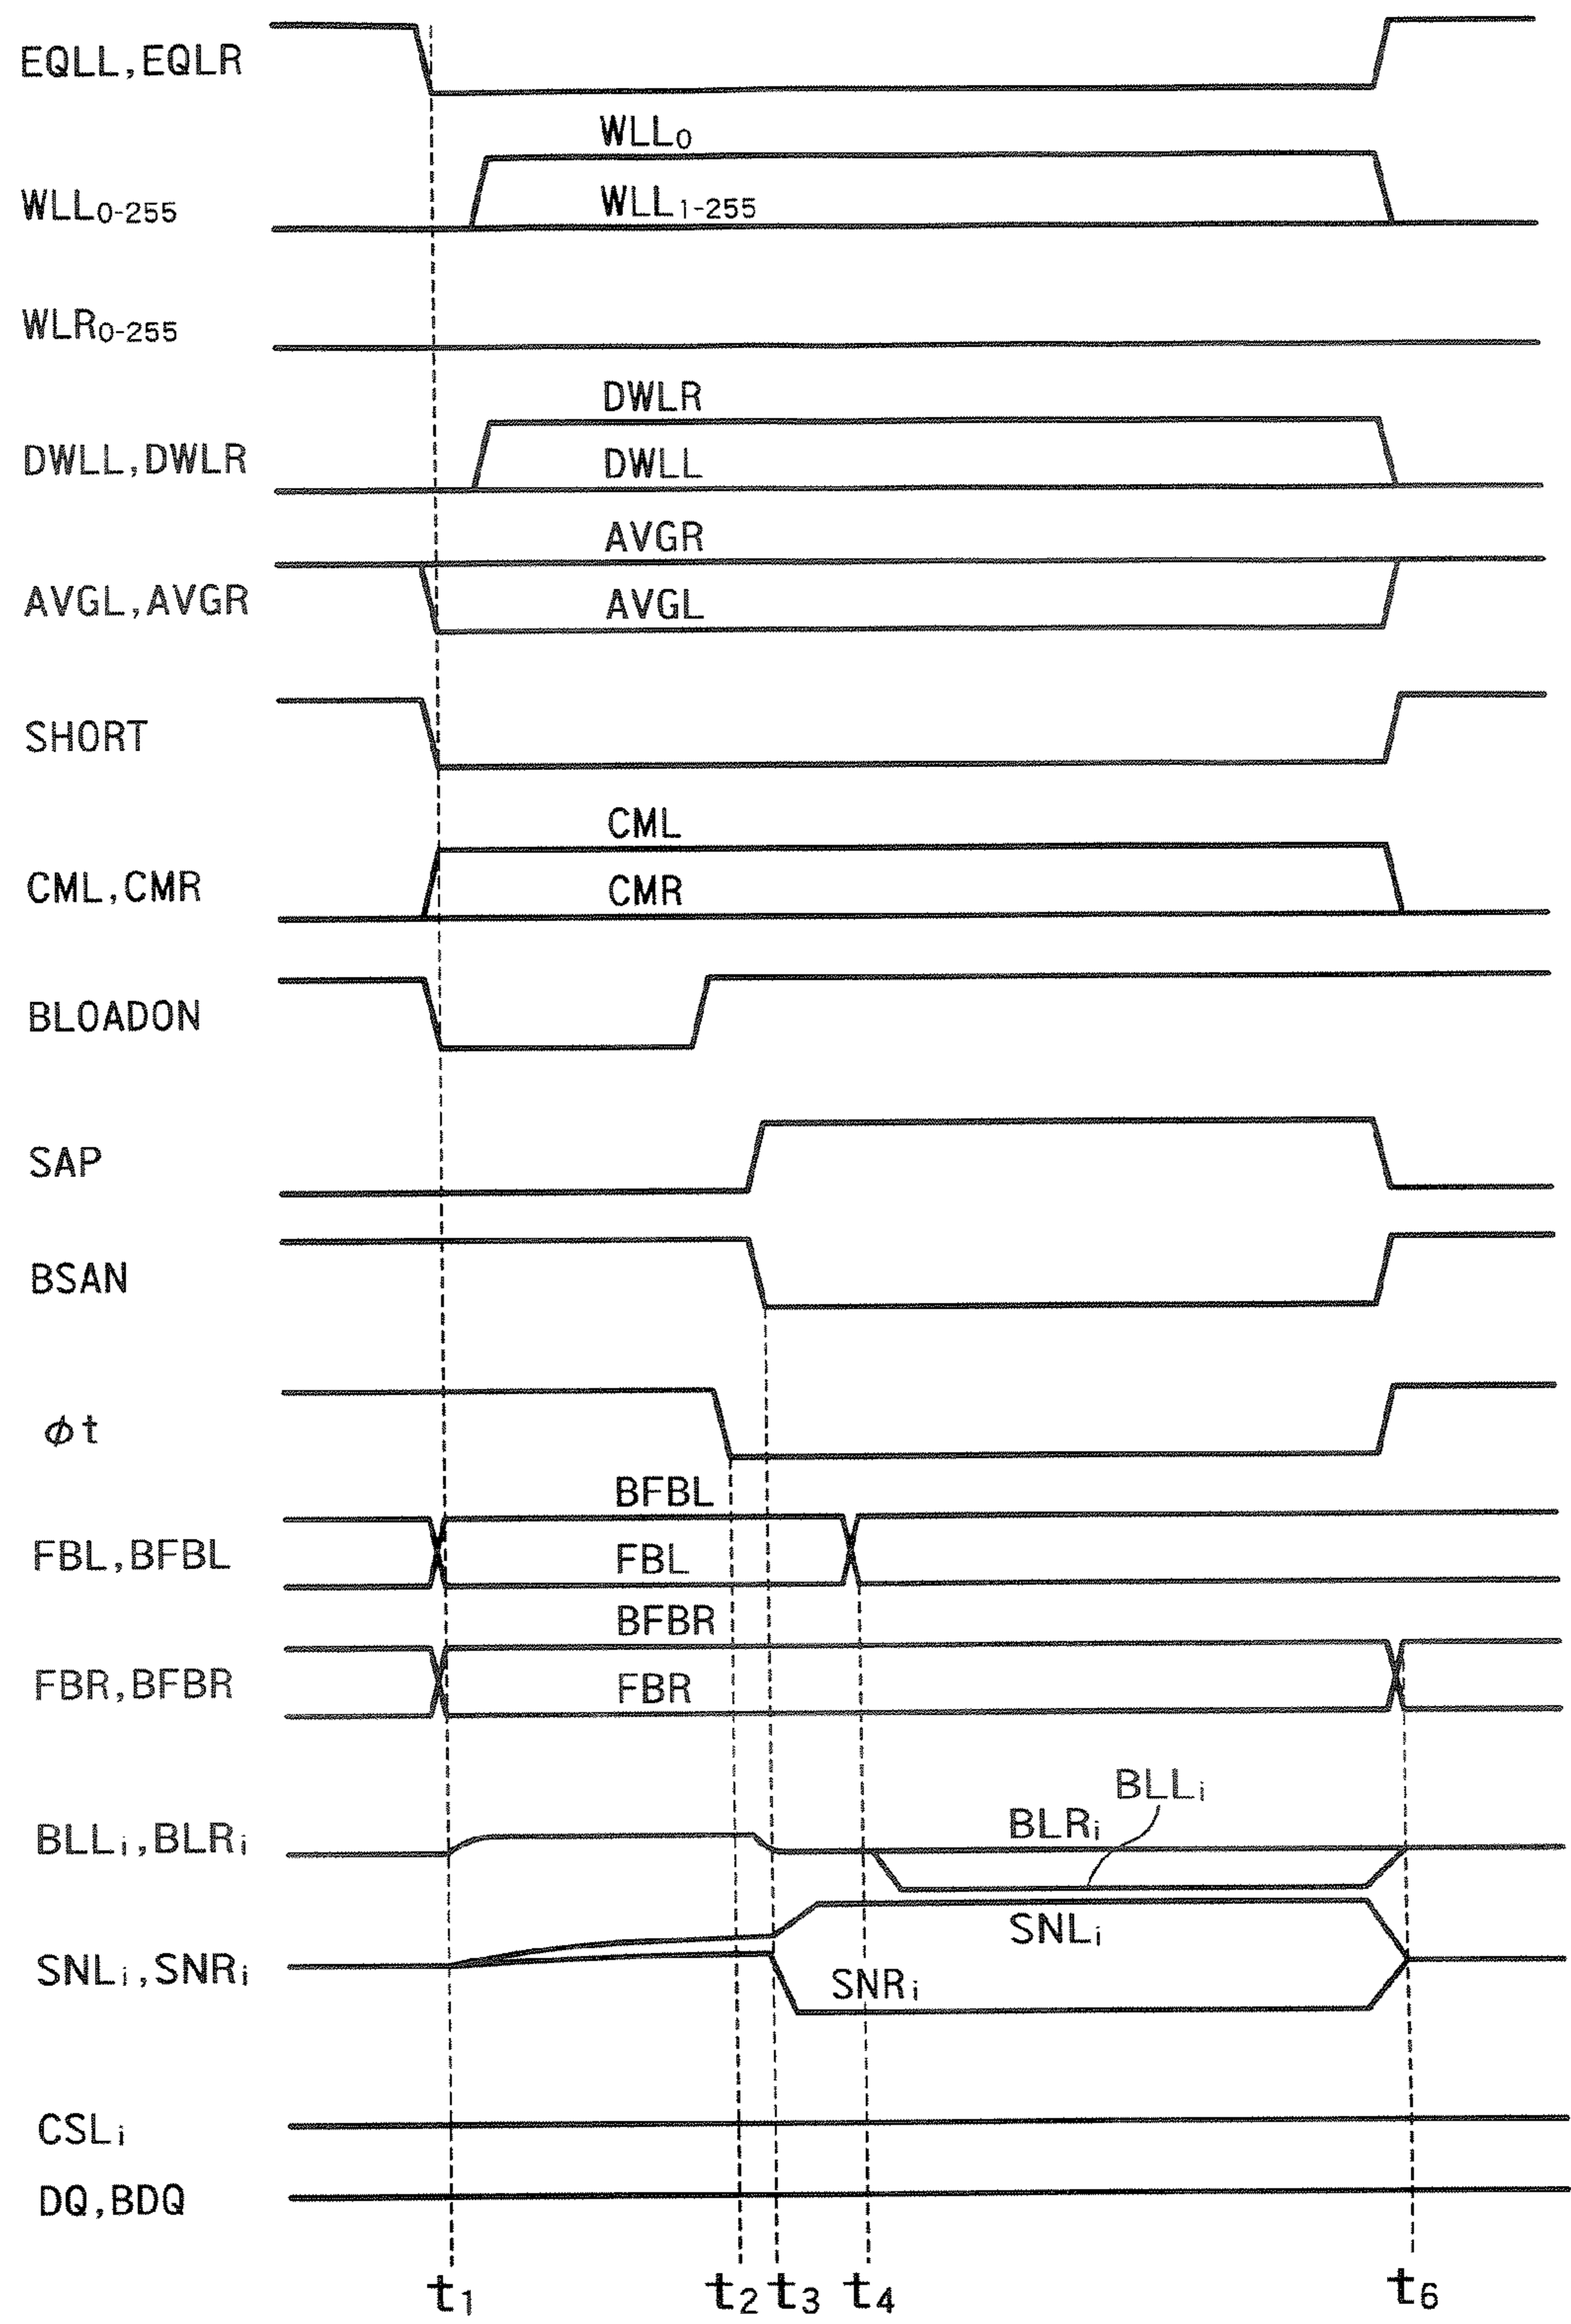 EQLL, EQLR
WLL0
WLL0-255
WLL1-255
WLR0-255
DWLR
DWLL, DWLR
DWLL
AVGR
AVGL, AVGR
AVGL
SHORT
CML
CML, CMR
CMR
BLOADON
SAP
BSAN
φt
BFBL
FBL, BFBL
FBL
BFBR
FBR, BFBR
FBR
BLLi
BLLi, BLRi
BLRi
SNLi
SNLi, SNRi
SNRi
CSLi
DQ, BDQ
t1 t2 t3 t4 t6